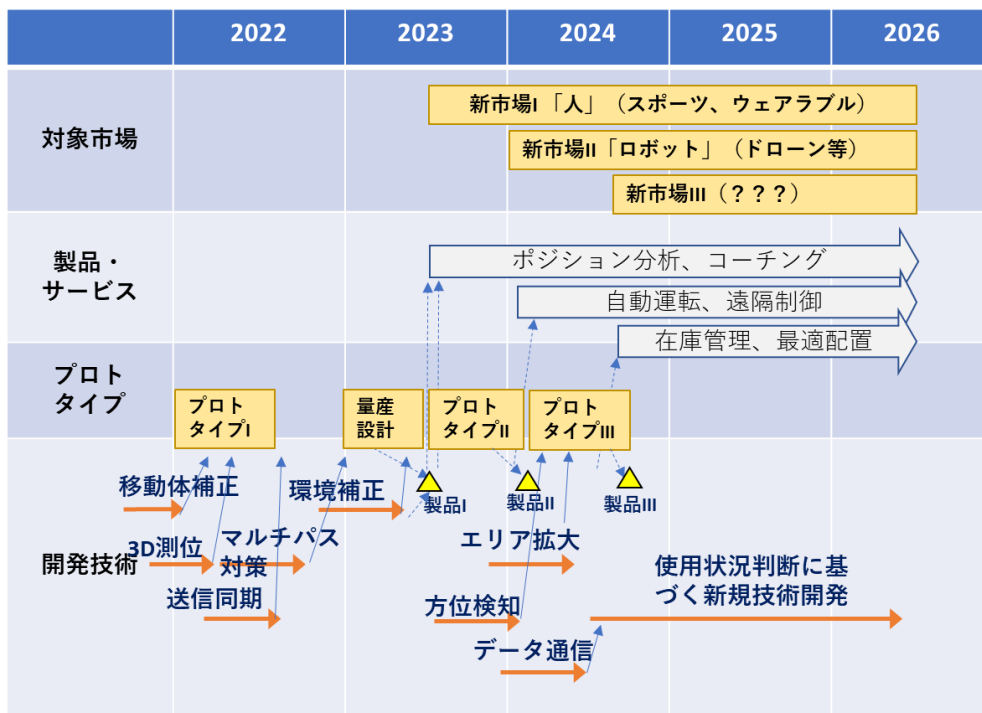 2022 2023 2024 2025 2026
対象市場
新市場I「人」（スポーツ、ウェアラブル）
新市場II「ロボット」（ドローン等）
新市場III（？？？）
製品・
サービス
ポジション分析、コーチング
自動運転、遠隔制御
在庫管理、最適配置
プロト
タイプ
プロト
タイプI
量産
設計
プロト
タイプII
プロト
タイプIII
開発技術
移動体補正
環境補正
製品I
製品II
製品III
3D測位
マルチパス
対策
送信同期
エリア拡大
方位検知
データ通信
使用状況判断に基
づく新規技術開発